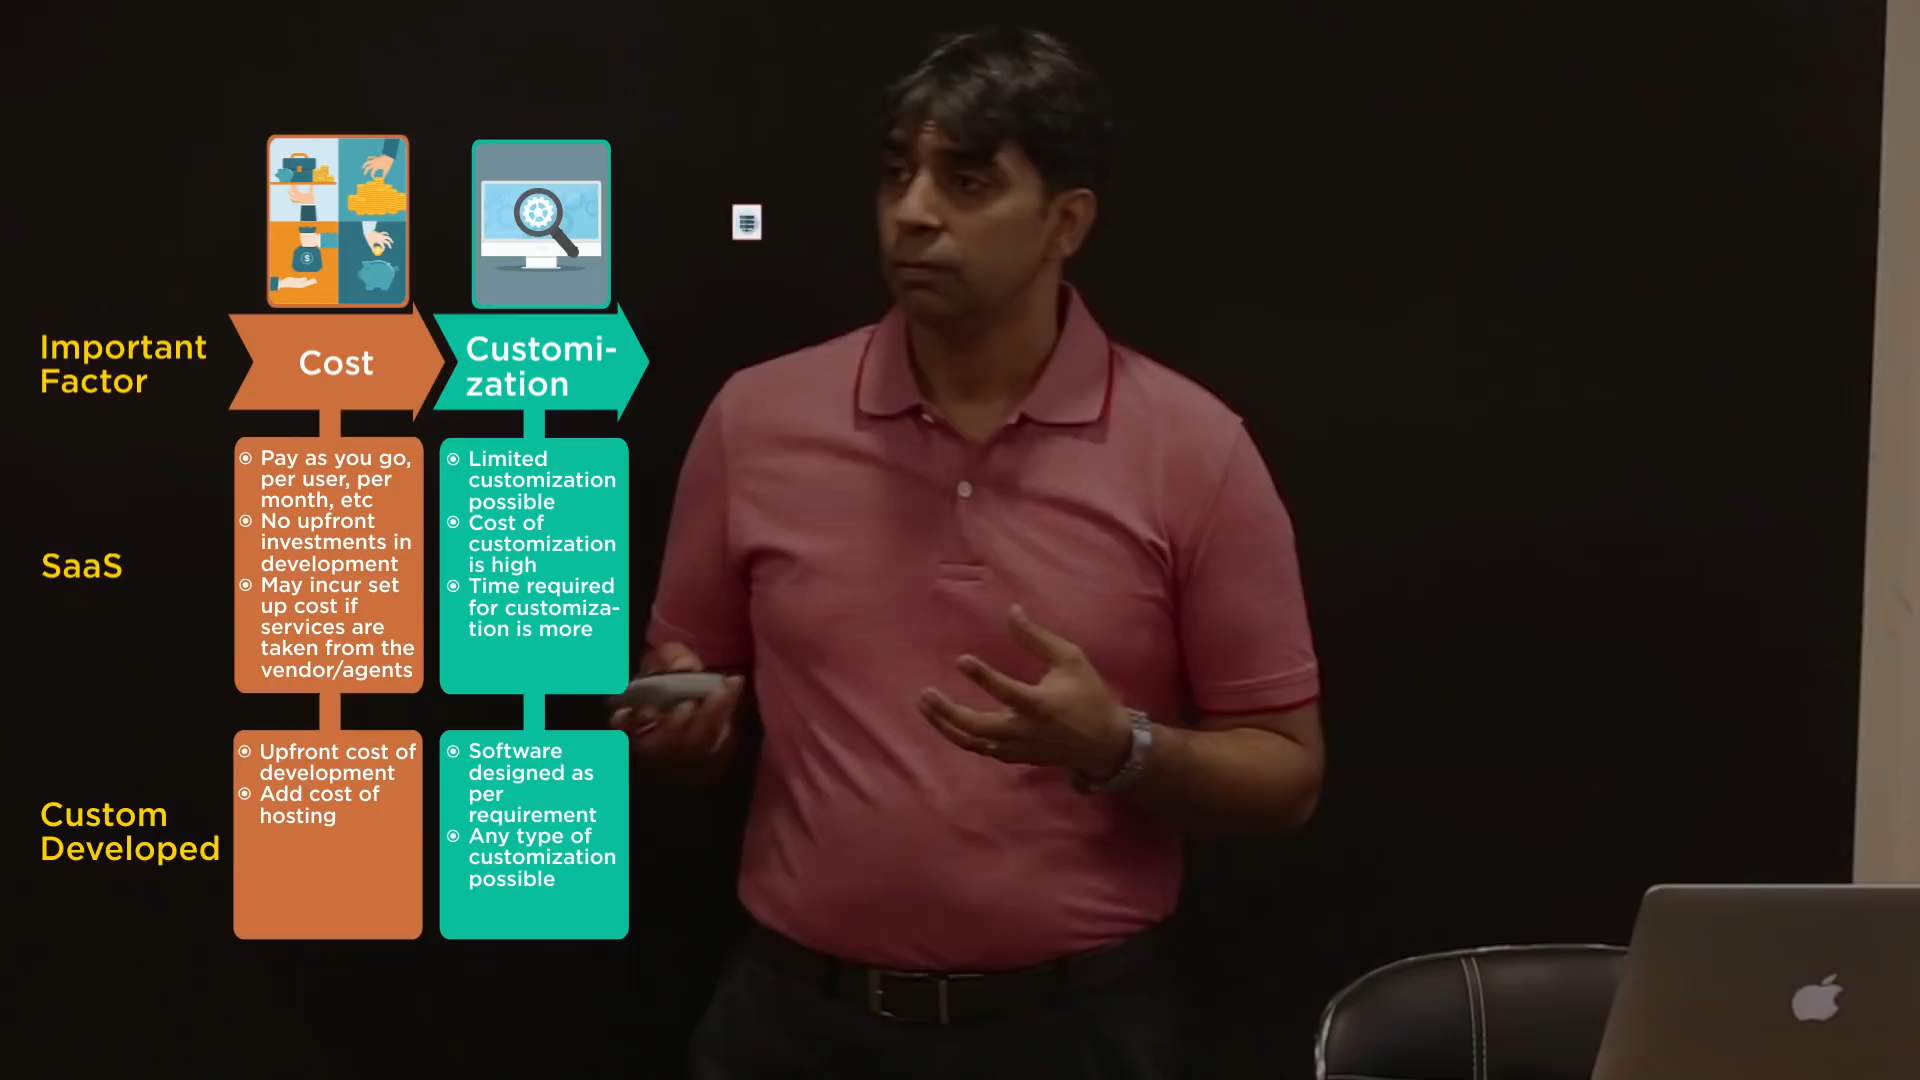 Important
Factor
Cost
Customi-
zation
SaaS
Pay as you go,
per user, per
month, etc
No upfront
investments in
development
May incur set
up cost if
services are
taken from the
vendor/agents
Limited
customization
possible
Cost of
customization
is high
Time required
for customiza-
tion is more
Custom
Developed
Upfront cost of
development
Add cost of
hosting
Software
designed as
per
requirement
Any type of
customization
possible